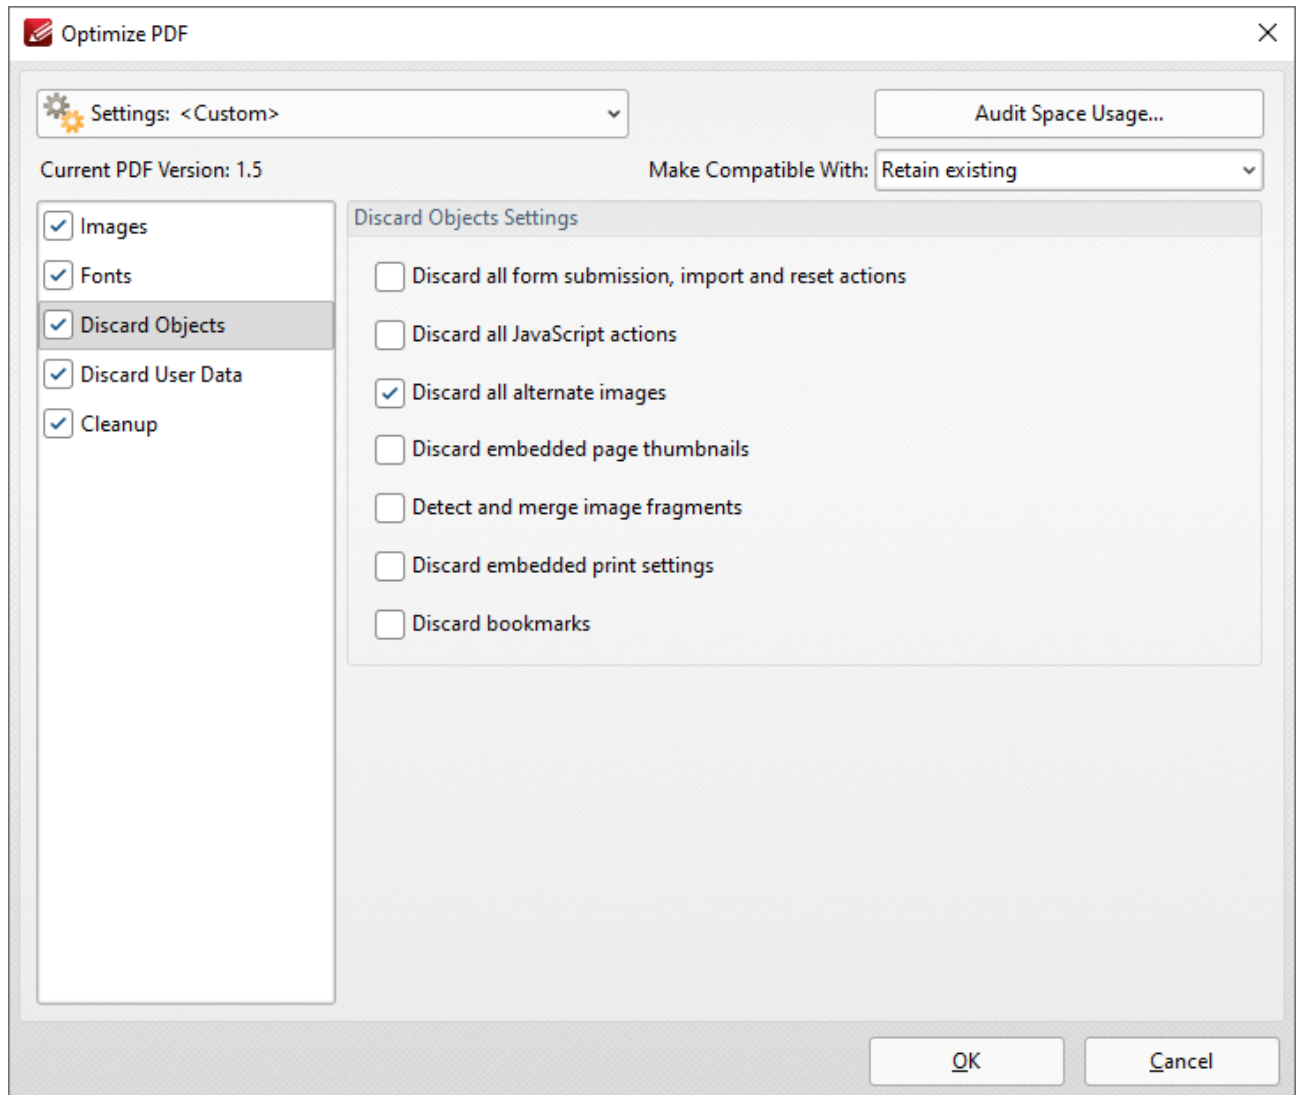 Optimize PDF
Settings: <Custom>
Audit Space Usage...
Current PDF Version: 1.5
Make Compatible With: Retain existing
Images
Fonts
Discard Objects
Discard User Data
Cleanup
Discard Objects Settings
Discard all form submission, import and reset actions
Discard all JavaScript actions
Discard all alternate images
Discard embedded page thumbnails
Detect and merge image fragments
Discard embedded print settings
Discard bookmarks
OK
Cancel